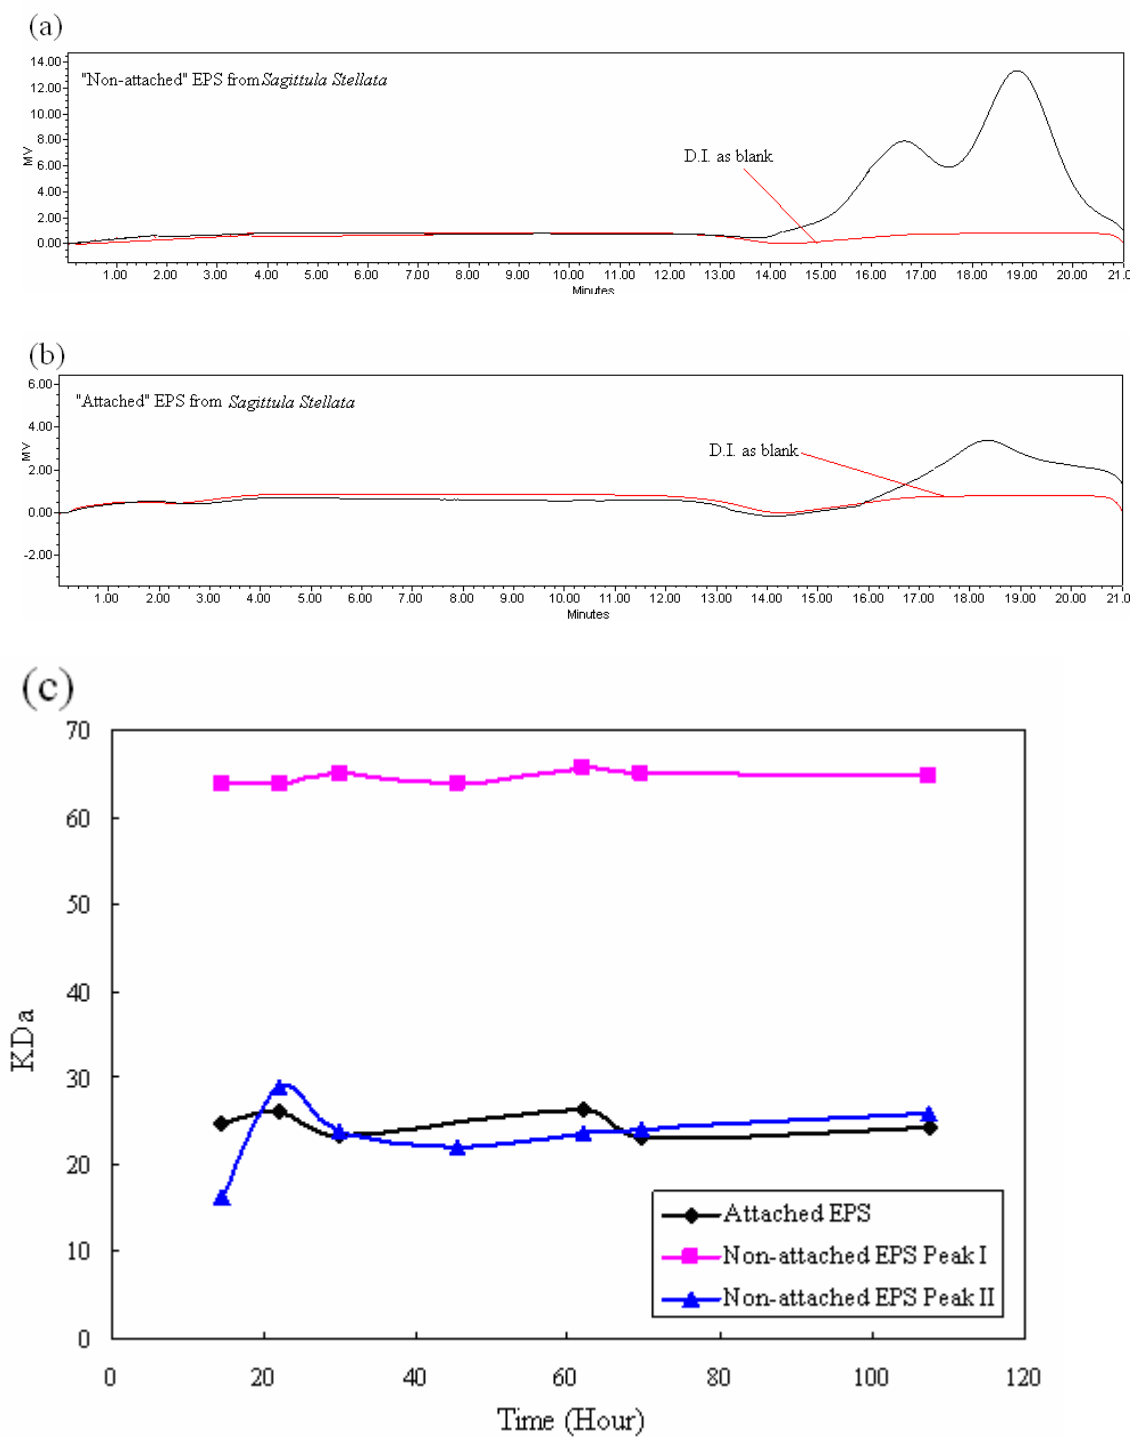 (a)
14.00
12.00
10.00
8.00
6.00
4.00
2.00
0.00
MV
"Non-attached" EPS from Sagittula Stellata
D.I. as blank
1.00 2.00 3.00 4.00 5.00 6.00 7.00 8.00 9.00 10.00 11.00 12.00 13.00 14.00 15.00 16.00 17.00 18.00 19.00 20.00 21.0
Minutes
(b)
6.00
4.00
2.00
0.00
-2.00
MV
"Attached" EPS from Sagittula Stellata
D.I. as blank
1.00 2.00 3.00 4.00 5.00 6.00 7.00 8.00 9.00 10.00 11.00 12.00 13.00 14.00 15.00 16.00 17.00 18.00 19.00 20.00 21.0
Minutes
(c)
70
60
50
40
30
20
10
0
KDa
Attached EPS
Non-attached EPS Peak I
Non-attached EPS Peak II
0 20 40 60 80 100 120
Time (Hour)